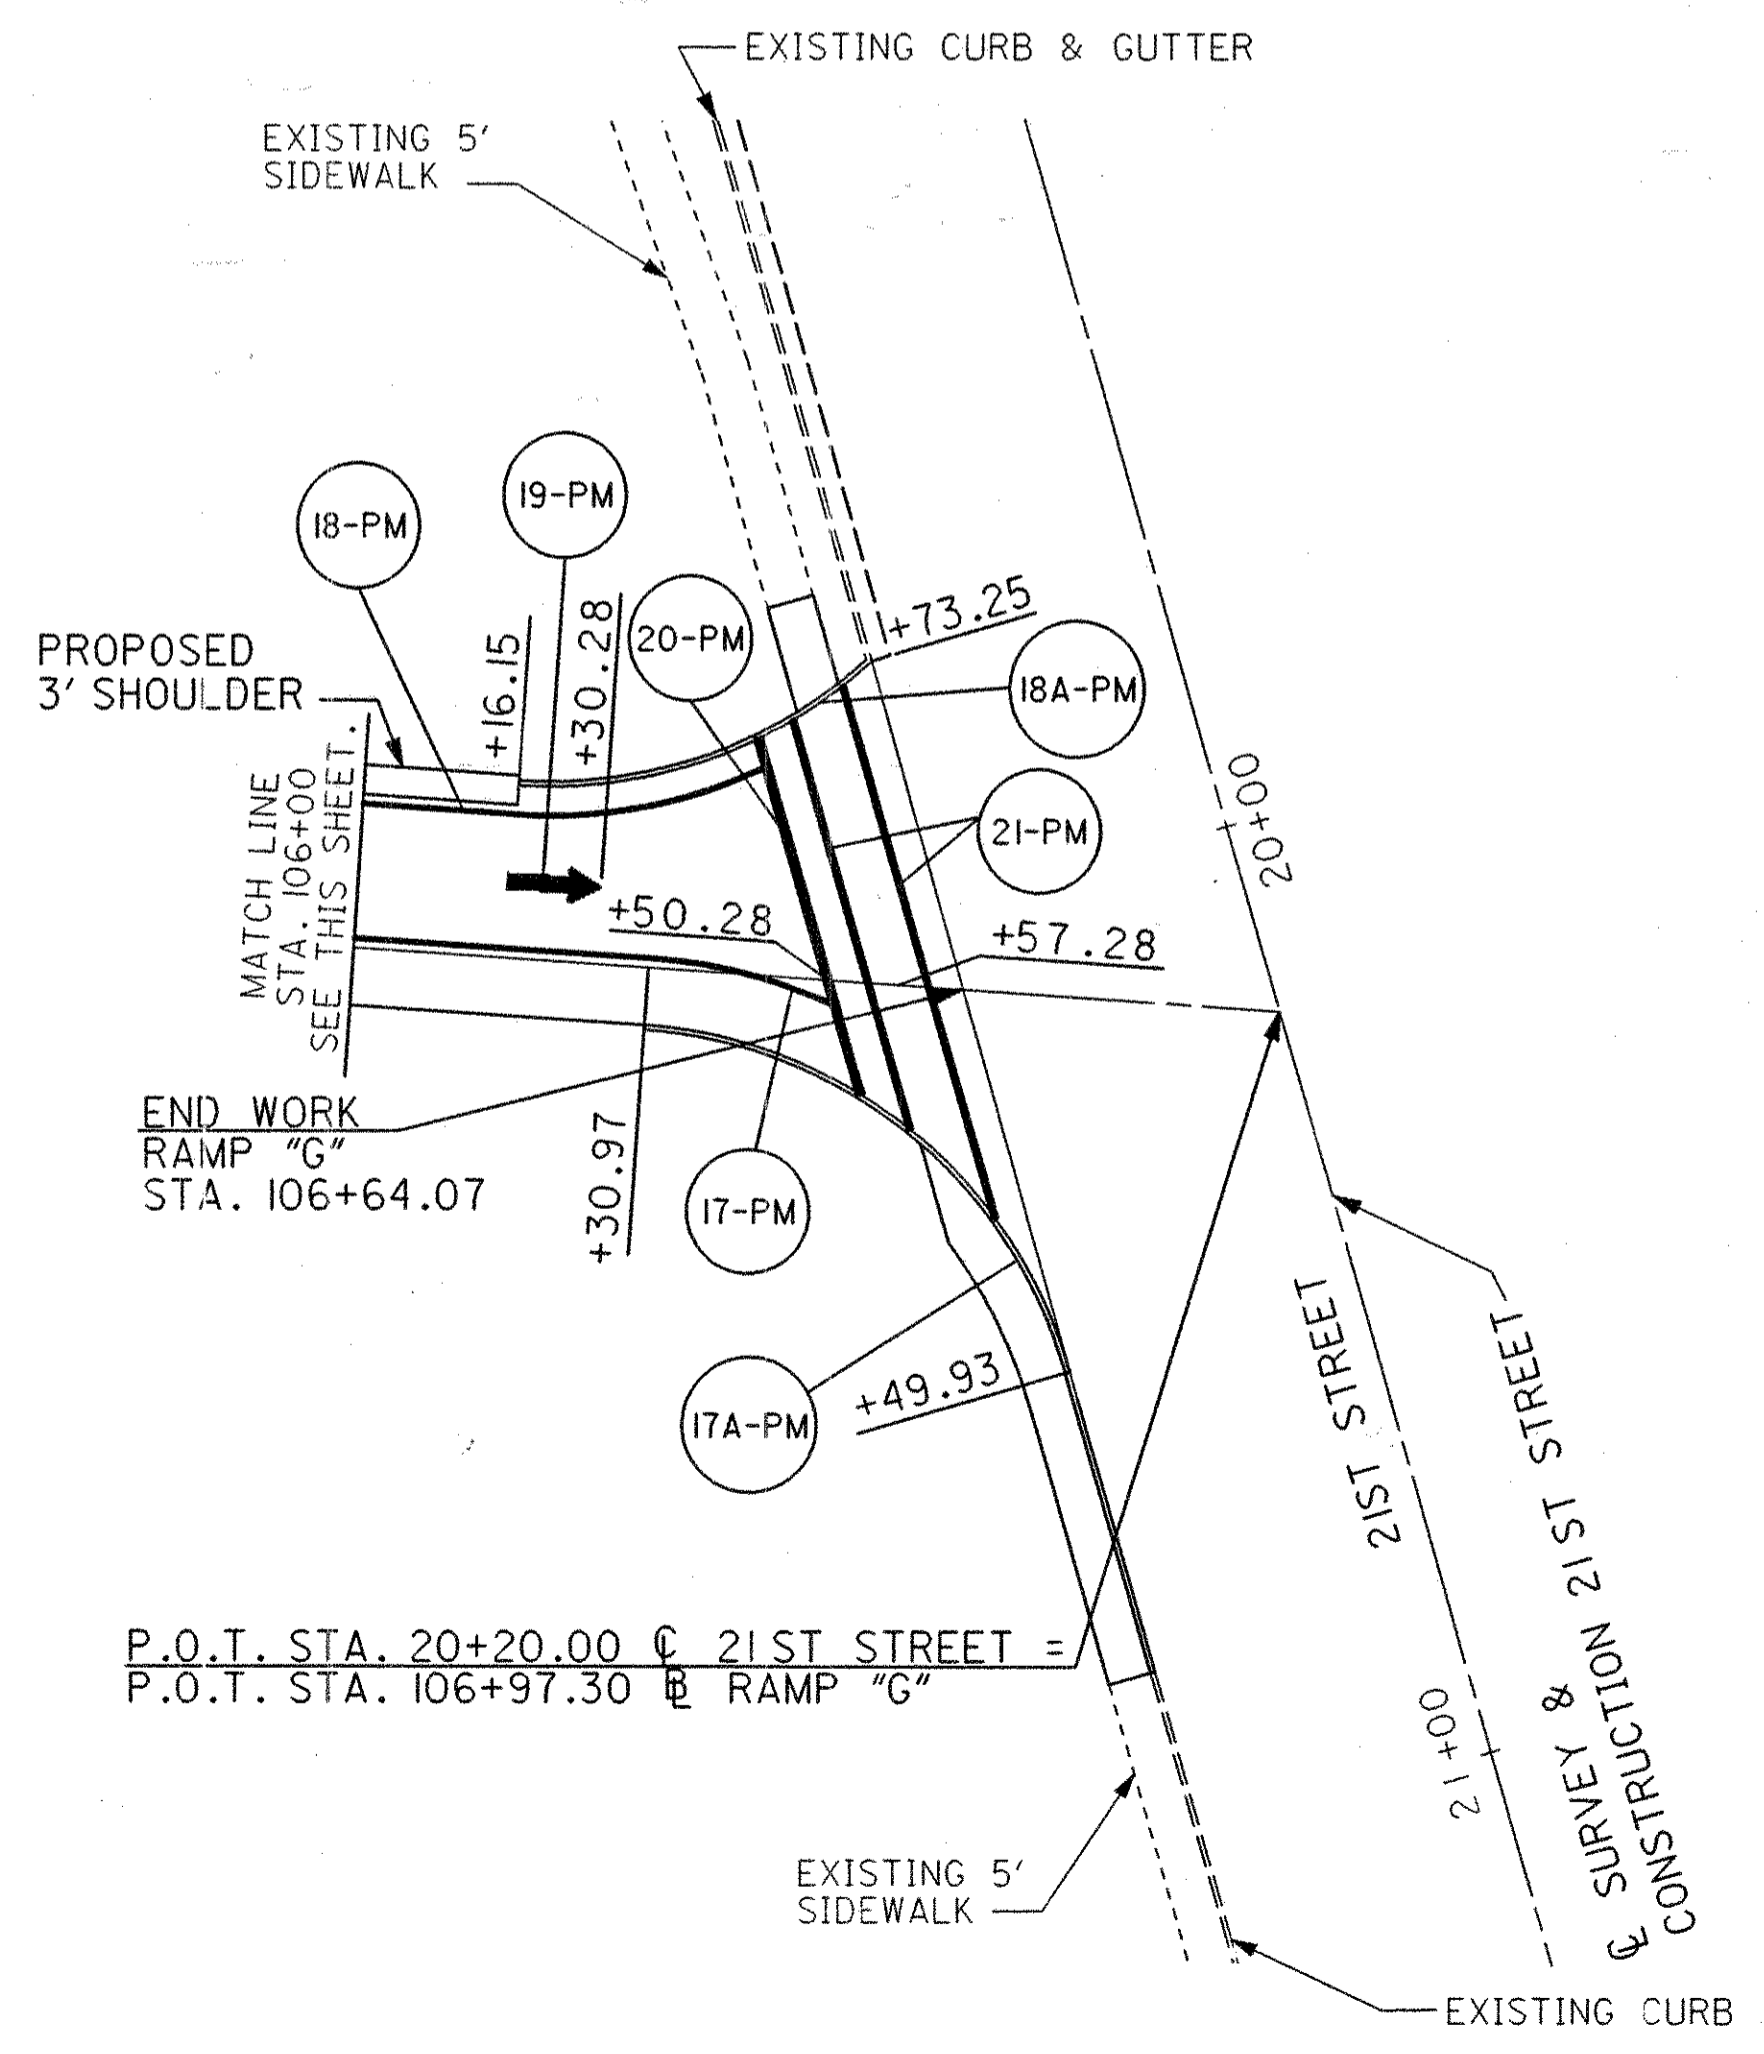 EXISTING CURB & GUTTER
EXISTING 5'
SIDEWALK
19-PM
18-PM
20-PM
+73.25
18A-PM
PROPOSED
3' SHOULDER
+16.15
+30.28
21-PM
20+00
MATCH LINE
STA. 106+00
SEE THIS SHEET.
+50.28
+57.28
END WORK
RAMP "G"
STA. 106+64.07
+30.97
17-PM
17A-PM
+49.93
21ST STREET
℄ SURVEY &
CONSTRUCTION 21ST STREET
P.O.T. STA. 20+20.00 ℄ 21ST STREET =
P.O.T. STA. 106+97.30 BL RAMP "G"
21+00
EXISTING 5'
SIDEWALK
EXISTING CURB